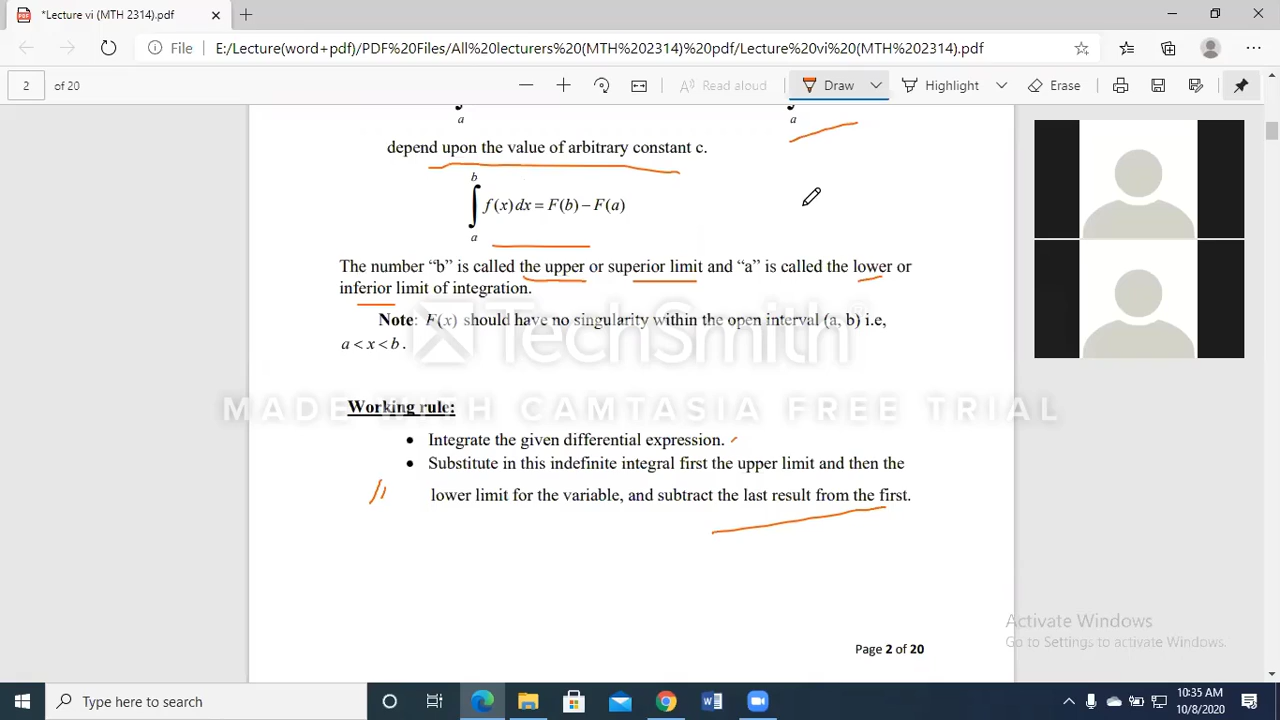 *Lecture vi (MTH 2314).pdf
File E:/Lecture(word+pdf)/PDF%20Files/All%20lecturers%20(MTH%202314)%20pdf/Lecture%20vi%20(MTH%202314).pdf
2 of 20 Read aloud Draw Highlight Erase
a a
depend upon the value of arbitrary constant c.
b
∫ f(x)dx = F(b) − F(a)
a
The number “b” is called the upper or superior limit and “a” is called the lower or
inferior limit of integration.
Note: F(x) should have no singularity within the open interval (a, b) i.e,
a < x < b .
TechSmith
MADE WITH CAMTASIA FREE TRIAL
Working rule:
• Integrate the given differential expression.
• Substitute in this indefinite integral first the upper limit and then the
lower limit for the variable, and subtract the last result from the first.
Activate Windows
Go to Settings to activate Windows.
Page 2 of 20
Type here to search
10:35 AM
10/8/2020